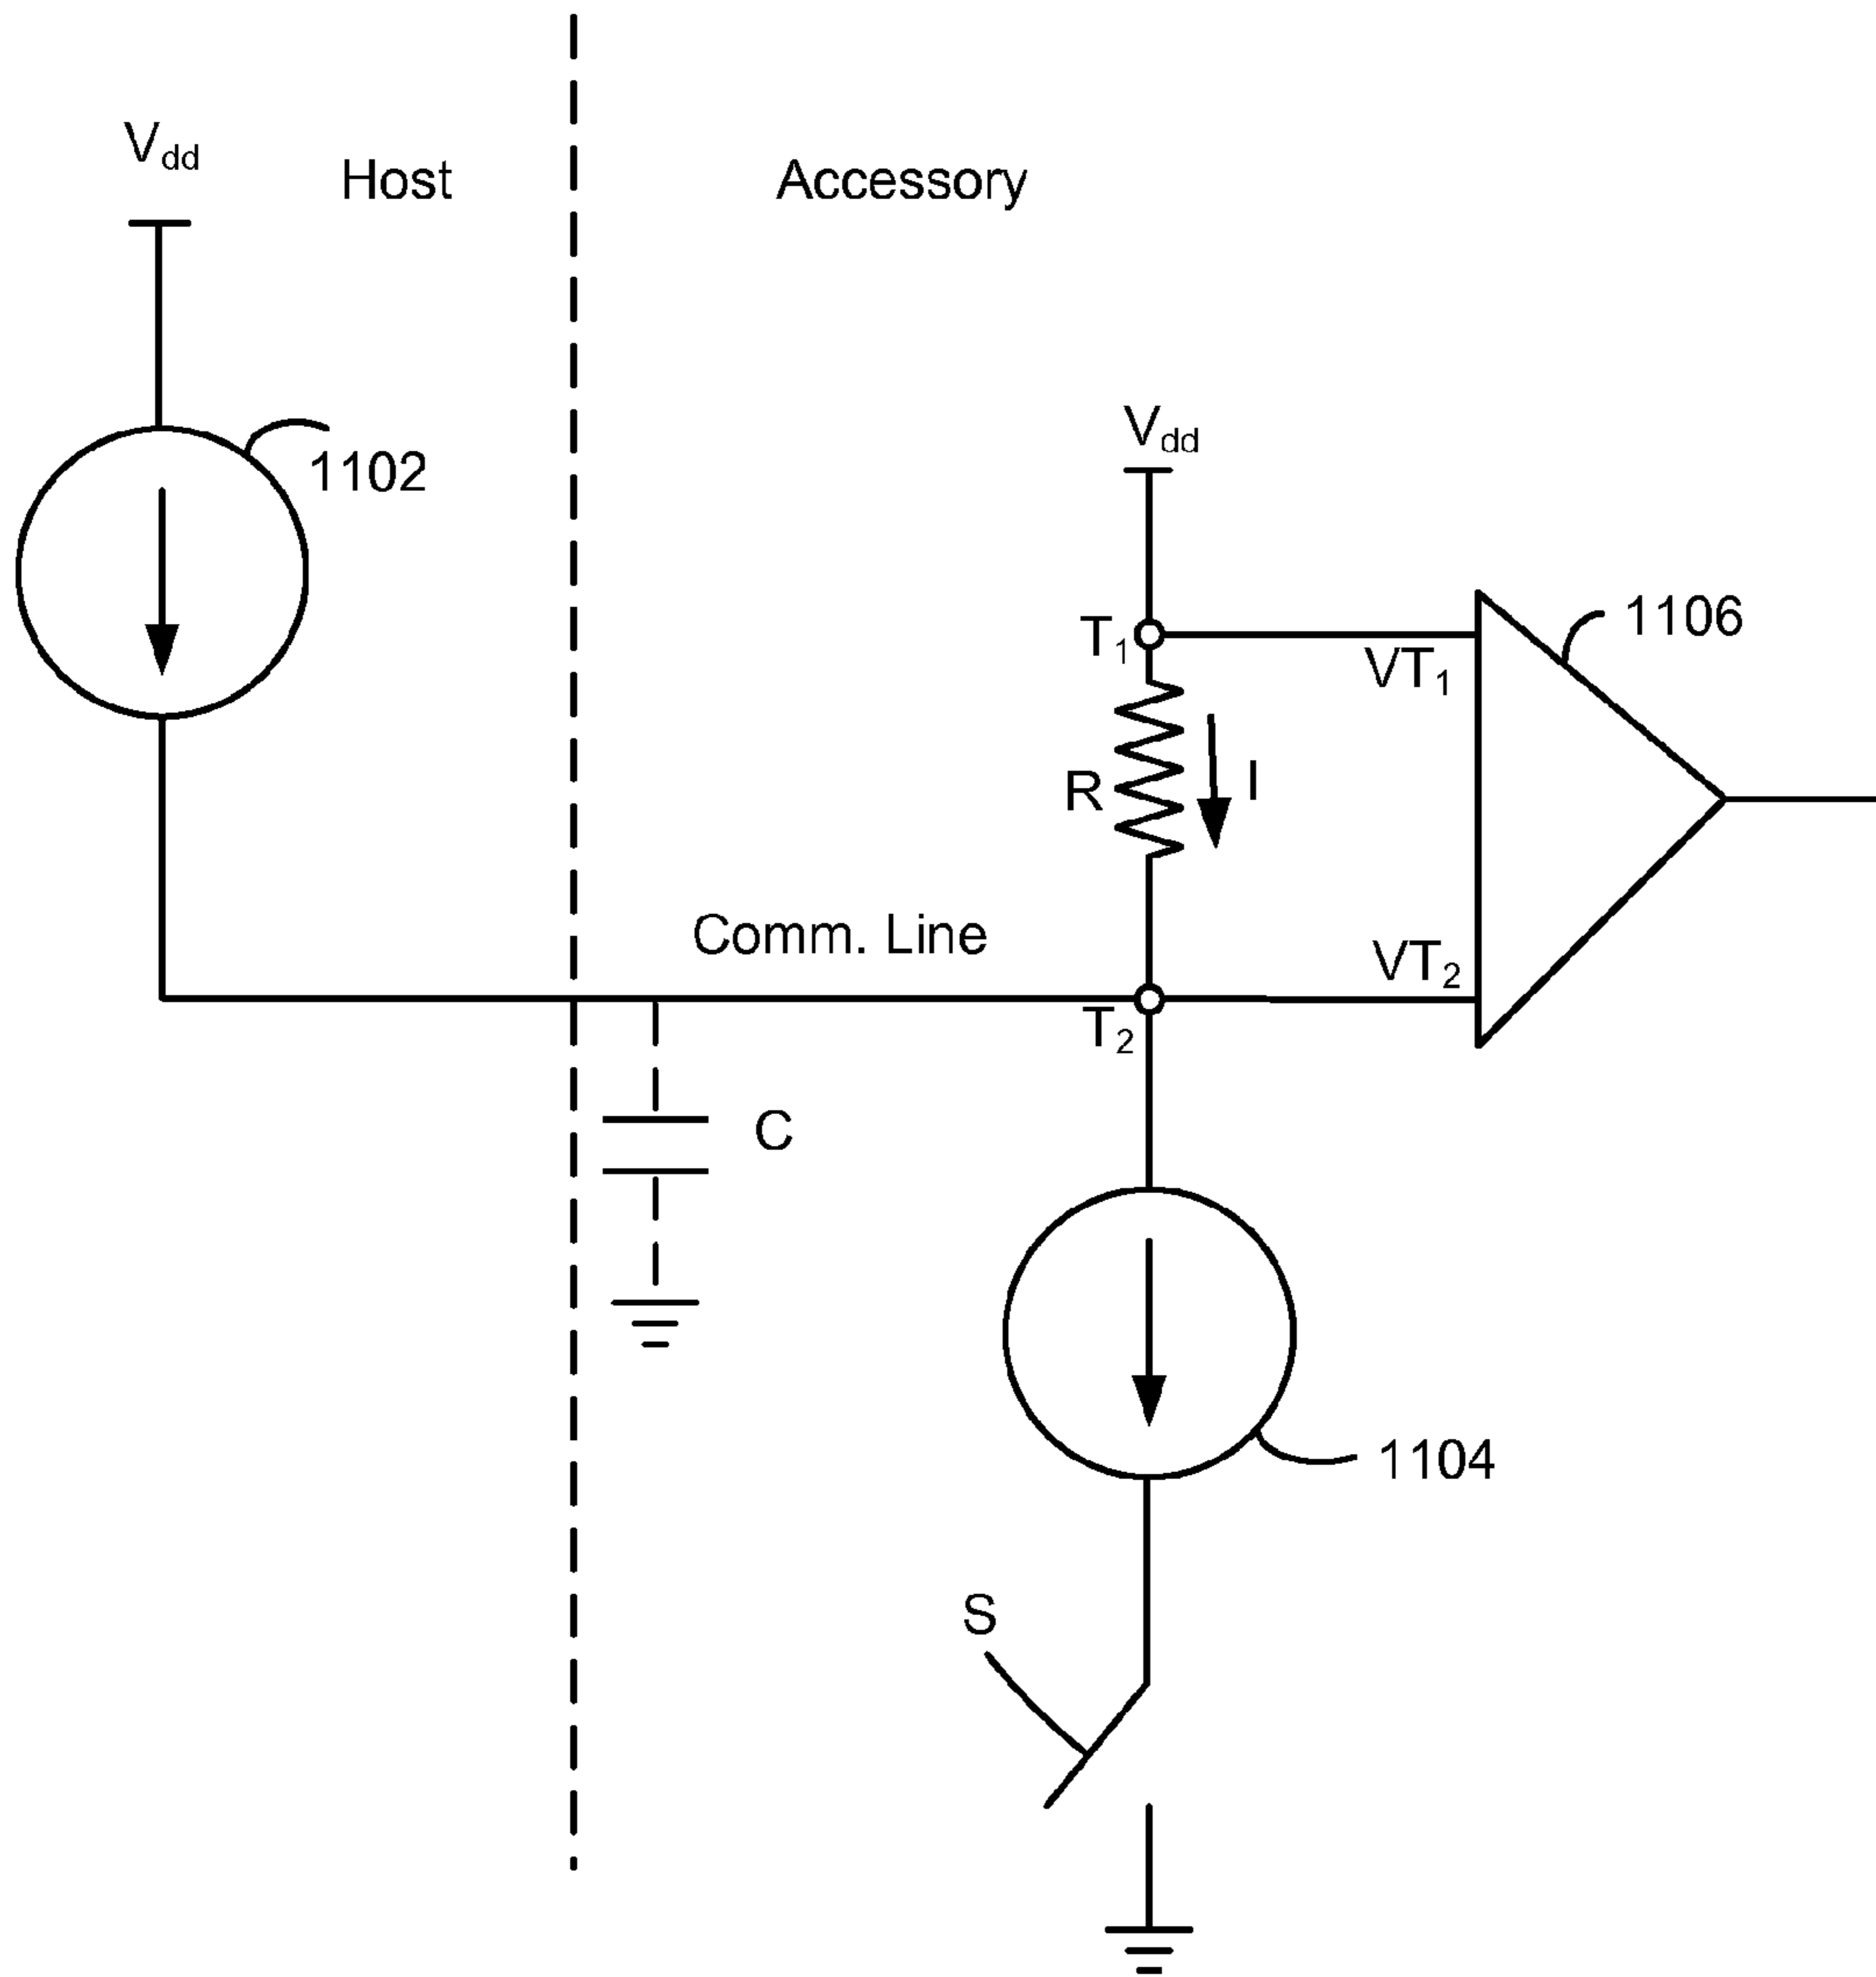 Vdd
Host
Accessory
1102
Vdd
T1
VT1
1106
R
I
Comm. Line
VT2
T2
C
1104
S